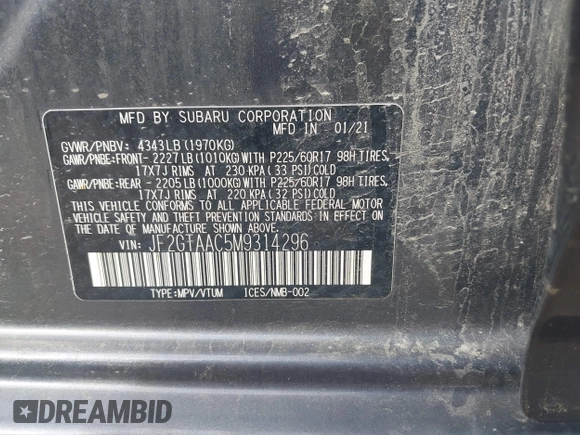 MFD BY SUBARU CORPORATION
MFD IN 01/21
GVWR/PNBV: 4343LB(1970KG)
GAWR/PNBE:FRONT- 2227LB(1010KG)WITH P225/60R17 98H TIRES,
17X7J RIMS AT 230 KPA(33 PSI)COLD
GAWR/PNBE:REAR - 2205LB(1000KG)WITH P225/60R17 98H TIRES,
17X7J RIMS AT 220 KPA(32 PSI)COLD
THIS VEHICLE CONFORMS TO ALL APPLICABLE FEDERAL MOTOR
VEHICLE SAFETY AND THEFT PREVENTION STANDARDS IN EFFECT ON
THE DATE OF MANUFACTURE SHOWN ABOVE.
VIN: JF2GTAAC5M9314296
TYPE:MPV/VTUM ICES/NMB-002
DREAMBID